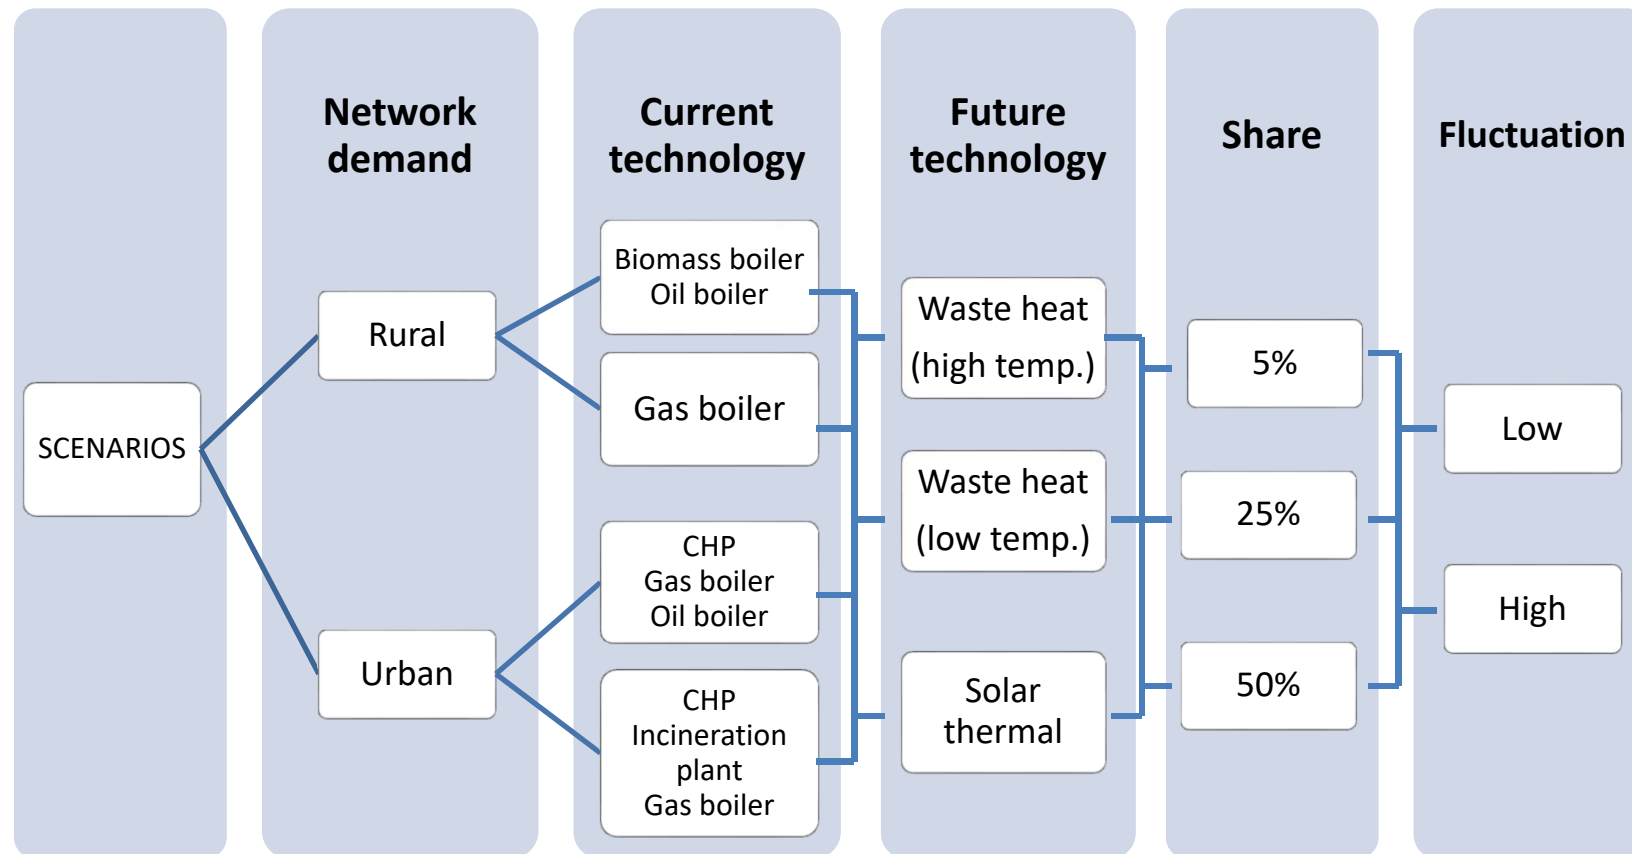 Network
demand
Current
technology
Future
technology
Share
Fluctuation
SCENARIOS
Rural
Urban
Biomass boiler
Oil boiler
Gas boiler
CHP
Gas boiler
Oil boiler
CHP
Incineration
plant
Gas boiler
Waste heat
(high temp.)
Waste heat
(low temp.)
Solar
thermal
5%
25%
50%
Low
High